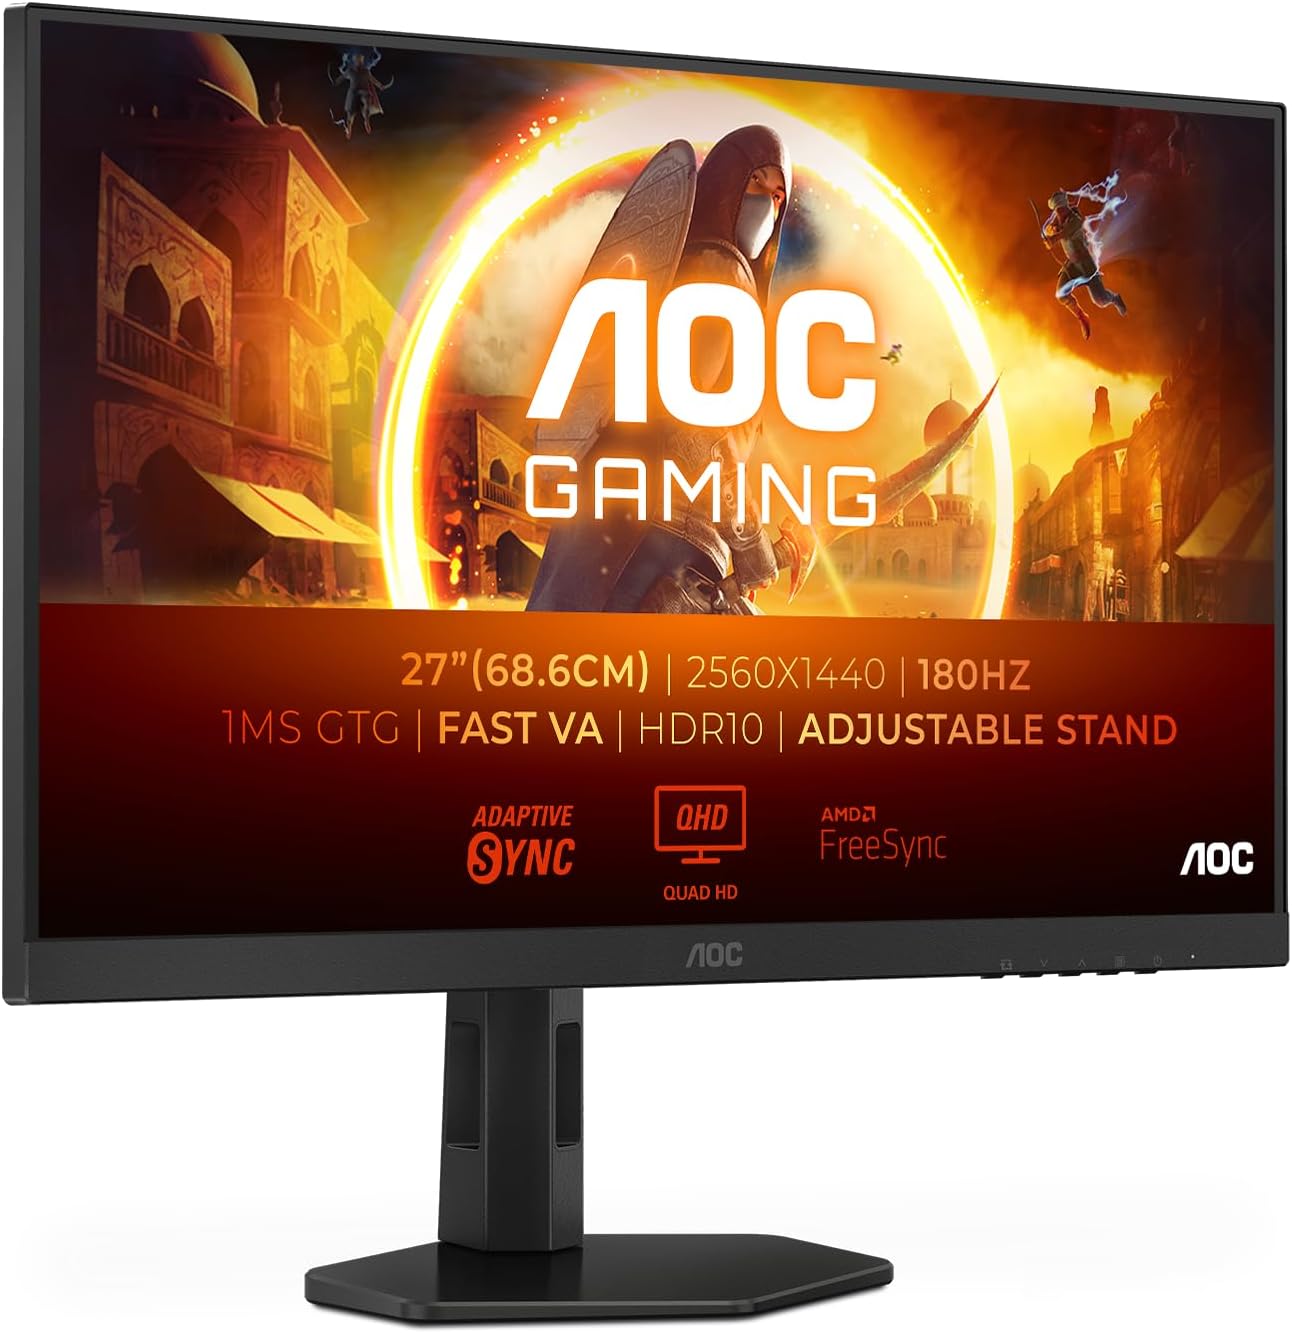 AOC
GAMING
27”(68.6CM) | 2560X1440 | 180HZ
1MS GTG | FAST VA | HDR10 | ADJUSTABLE STAND
ADAPTIVE
SYNC
QHD
QUAD HD
AMD
FreeSync
AOC
AOC